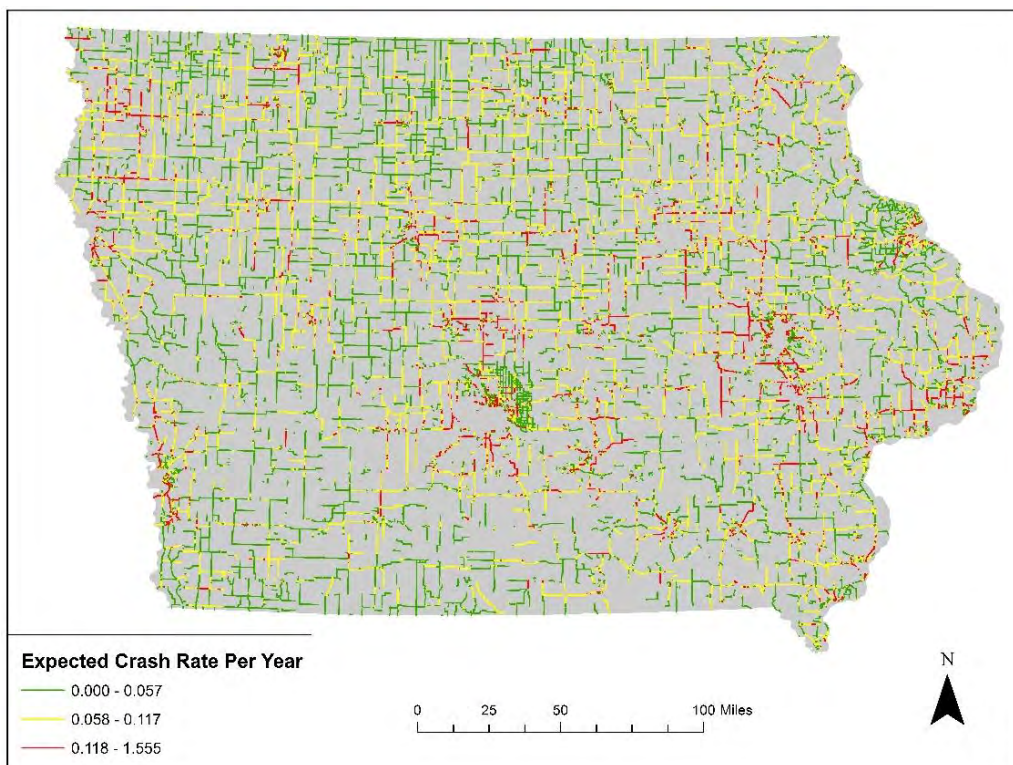 Expected Crash Rate Per Year
0.000 - 0.057
0.058 - 0.117
0.118 - 1.555
0 25 50 100 Miles
N